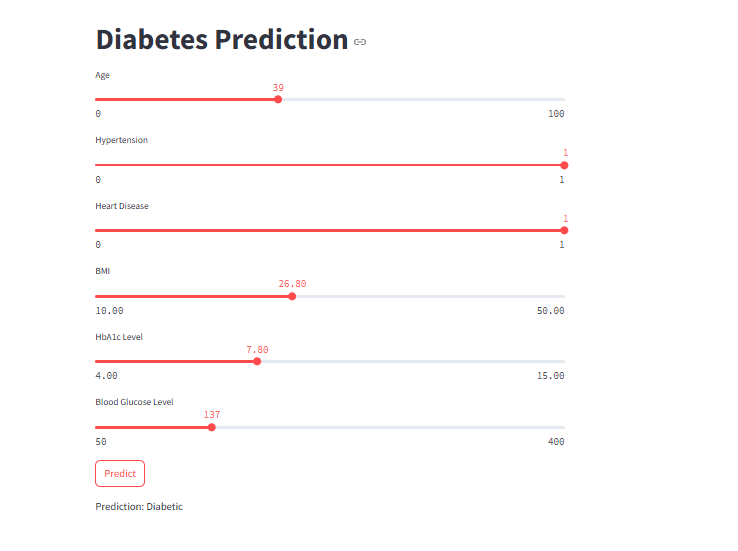 Diabetes Prediction
Age
39
0 100
Hypertension
1
0 1
Heart Disease
1
0 1
BMI
26.80
10.00 50.00
HbA1c Level
7.80
4.00 15.00
Blood Glucose Level
137
50 400
Predict
Prediction: Diabetic